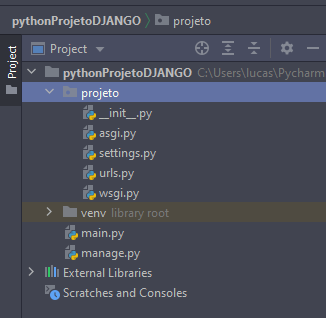 pythonProjetoDJANGO projeto
Project
Project
pythonProjetoDJANGO C:\Users\lucas\Pycharm
projeto
__init__.py
asgi.py
settings.py
urls.py
wsgi.py
venv library root
main.py
manage.py
External Libraries
Scratches and Consoles